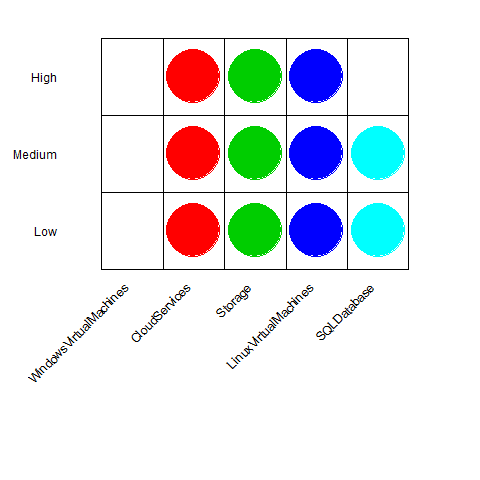 High
Medium
Low
WindowsVirtualMachines
CloudServices
Storage
LinuxVirtualMachines
SQLDatabase